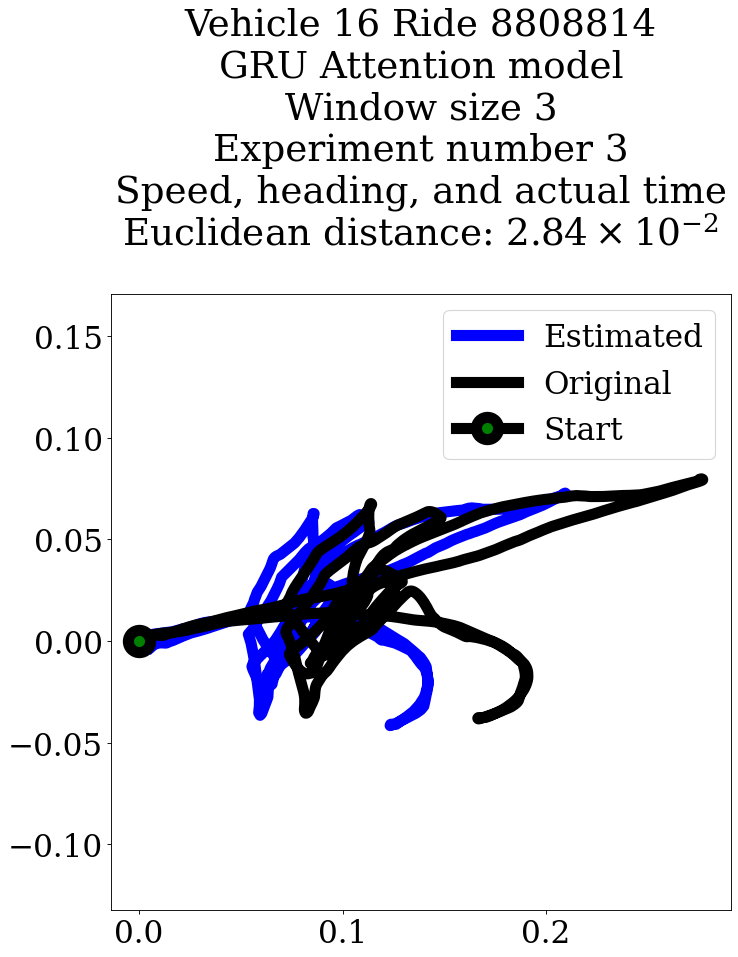 Vehicle 16 Ride 8808814
GRU Attention model
Window size 3
Experiment number 3
Speed, heading, and actual time
Euclidean distance: 2.84 × 10⁻²
Estimated
Original
Start
0.15
0.10
0.05
0.00
−0.05
−0.10
0.0
0.1
0.2